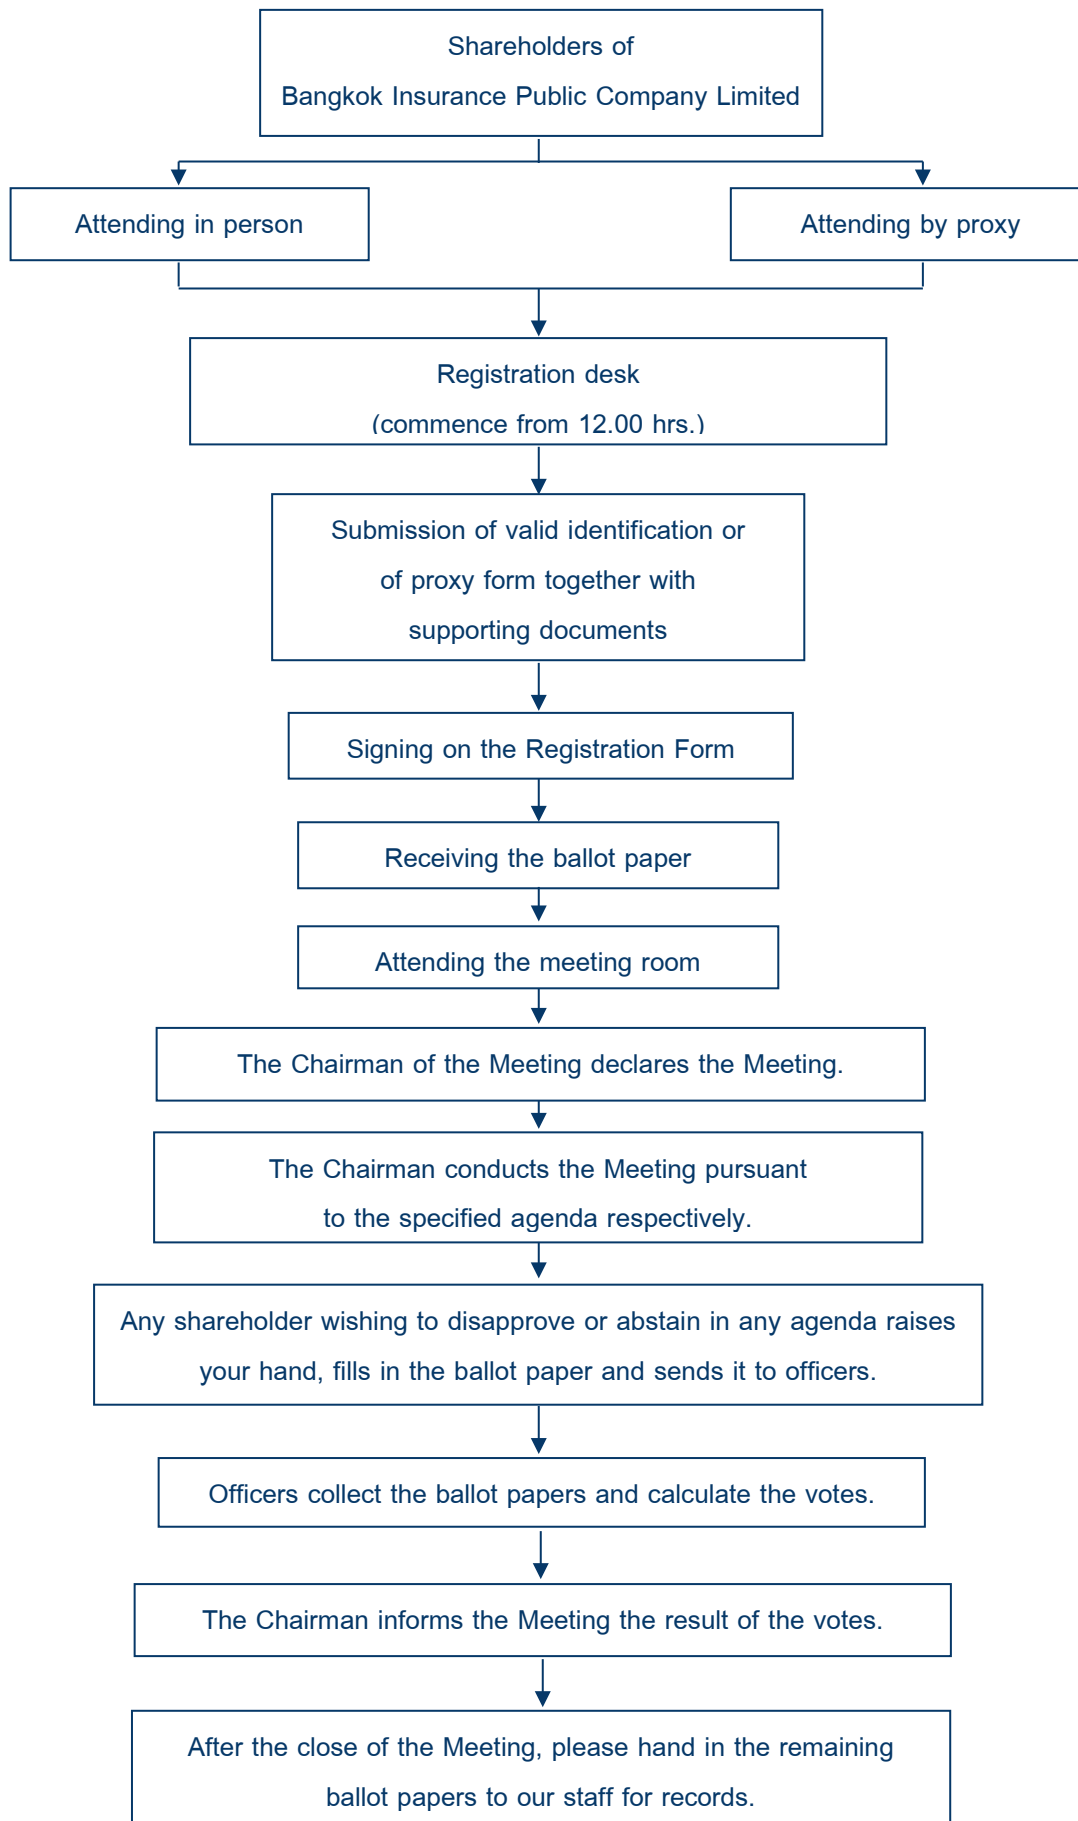 Shareholders of
Bangkok Insurance Public Company Limited
Attending in person
Attending by proxy
Registration desk
(commence from 12.00 hrs.)
Submission of valid identification or
of proxy form together with
supporting documents
Signing on the Registration Form
Receiving the ballot paper
Attending the meeting room
The Chairman of the Meeting declares the Meeting.
The Chairman conducts the Meeting pursuant
to the specified agenda respectively.
Any shareholder wishing to disapprove or abstain in any agenda raises
your hand, fills in the ballot paper and sends it to officers.
Officers collect the ballot papers and calculate the votes.
The Chairman informs the Meeting the result of the votes.
After the close of the Meeting, please hand in the remaining
ballot papers to our staff for records.